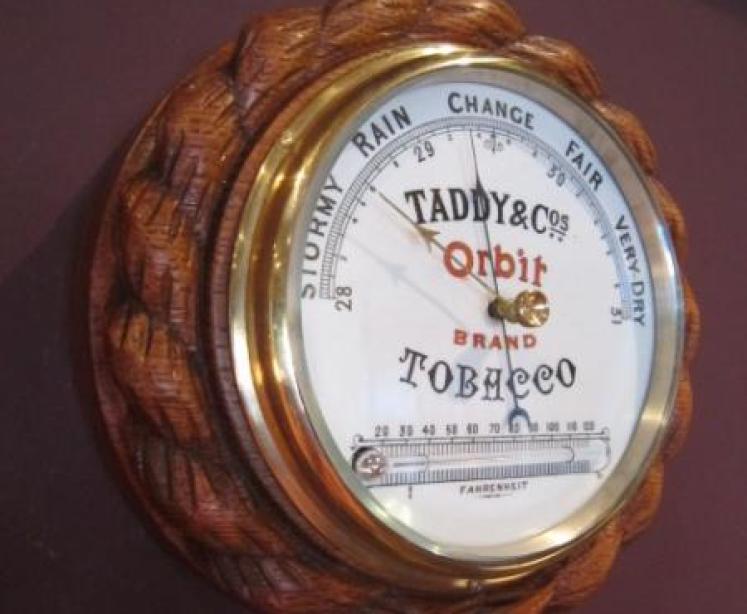 STORMY RAIN CHANGE FAIR VERY DRY
28 29 30 31
TADDY & COS
Orbit
BRAND
TOBACCO
20 30 40 50 60 70 80 90 100 110 120
FAHRENHEIT